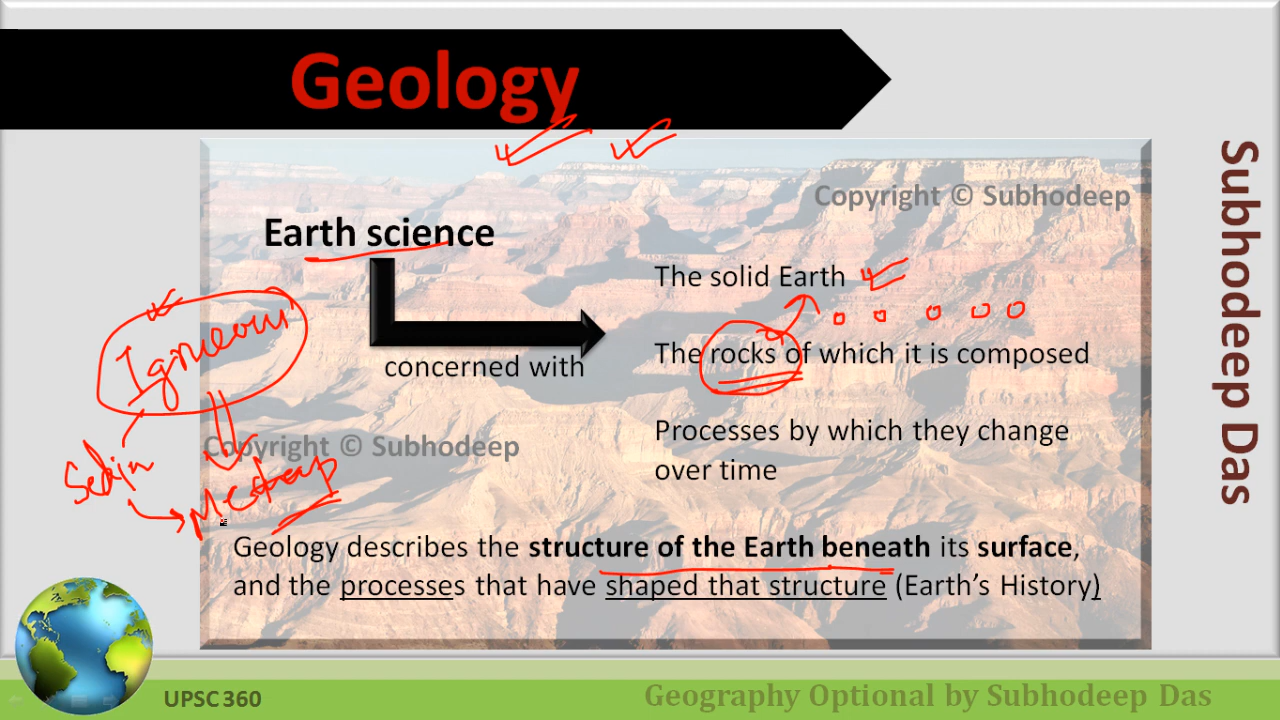 Geology
Copyright © Subhodeep
Earth science
The solid Earth
Igneous
The rocks of which it is composed
concerned with
Processes by which they change
over time
Copyright © Subhodeep
Geology describes the structure of the Earth beneath its surface,
and the processes that have shaped that structure (Earth's History)
Subhodeep Das
UPSC 360
Geography Optional by Subhodeep Das